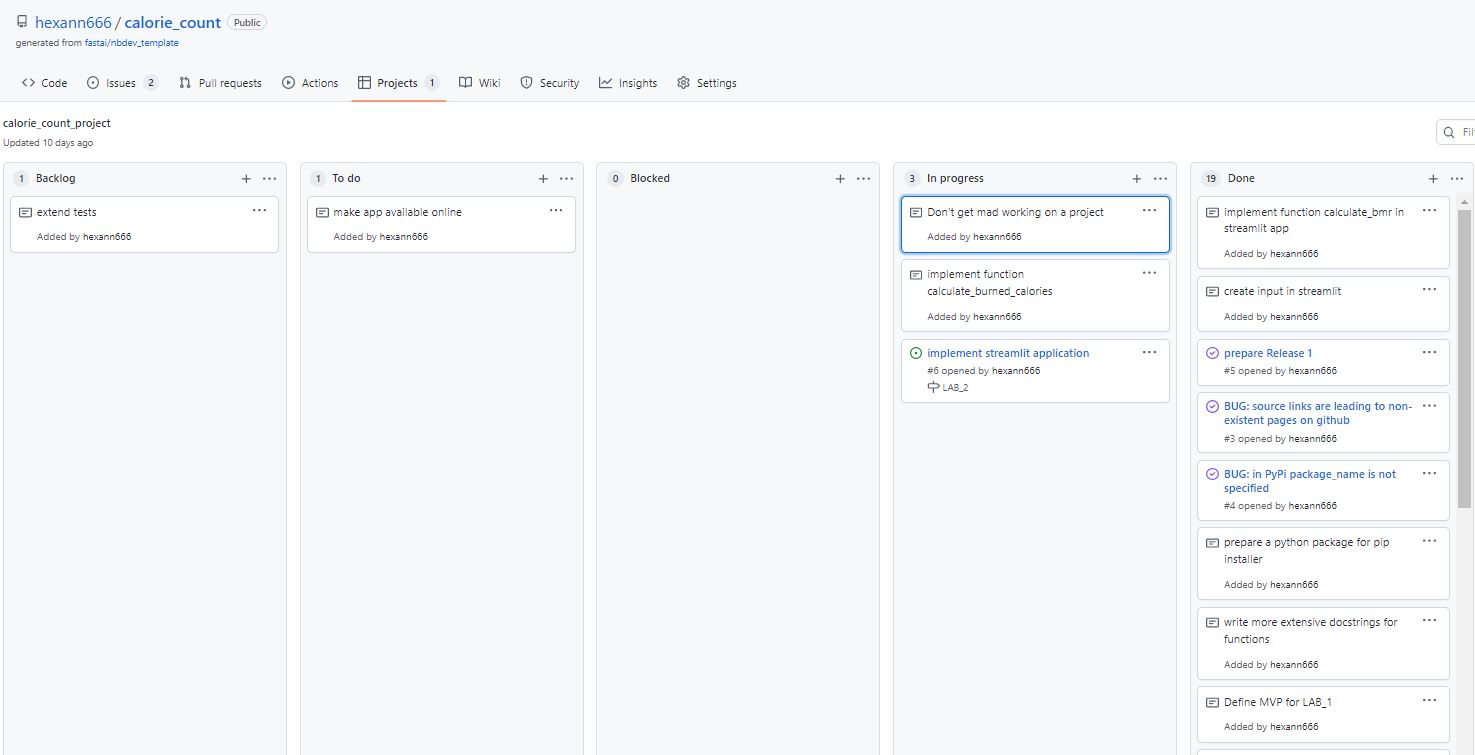 hexann666 / calorie_count Public
generated from fastai/nbdev_template
Code Issues 2 Pull requests Actions Projects 1 Wiki Security Insights Settings
calorie_count_project
Updated 10 days ago
1 Backlog
extend tests
Added by hexann666
1 To do
make app available online
Added by hexann666
0 Blocked
3 In progress
Don't get mad working on a project
Added by hexann666
implement function
calculate_burned_calories
Added by hexann666
implement streamlit application
#6 opened by hexann666
LAB_2
19 Done
implement function calculate_bmr in
streamlit app
Added by hexann666
create input in streamlit
Added by hexann666
prepare Release 1
#5 opened by hexann666
BUG: source links are leading to non-
existent pages on github
#3 opened by hexann666
BUG: in PyPi package_name is not
specified
#4 opened by hexann666
prepare a python package for pip
installer
Added by hexann666
write more extensive docstrings for
functions
Added by hexann666
Define MVP for LAB_1
Added by hexann666